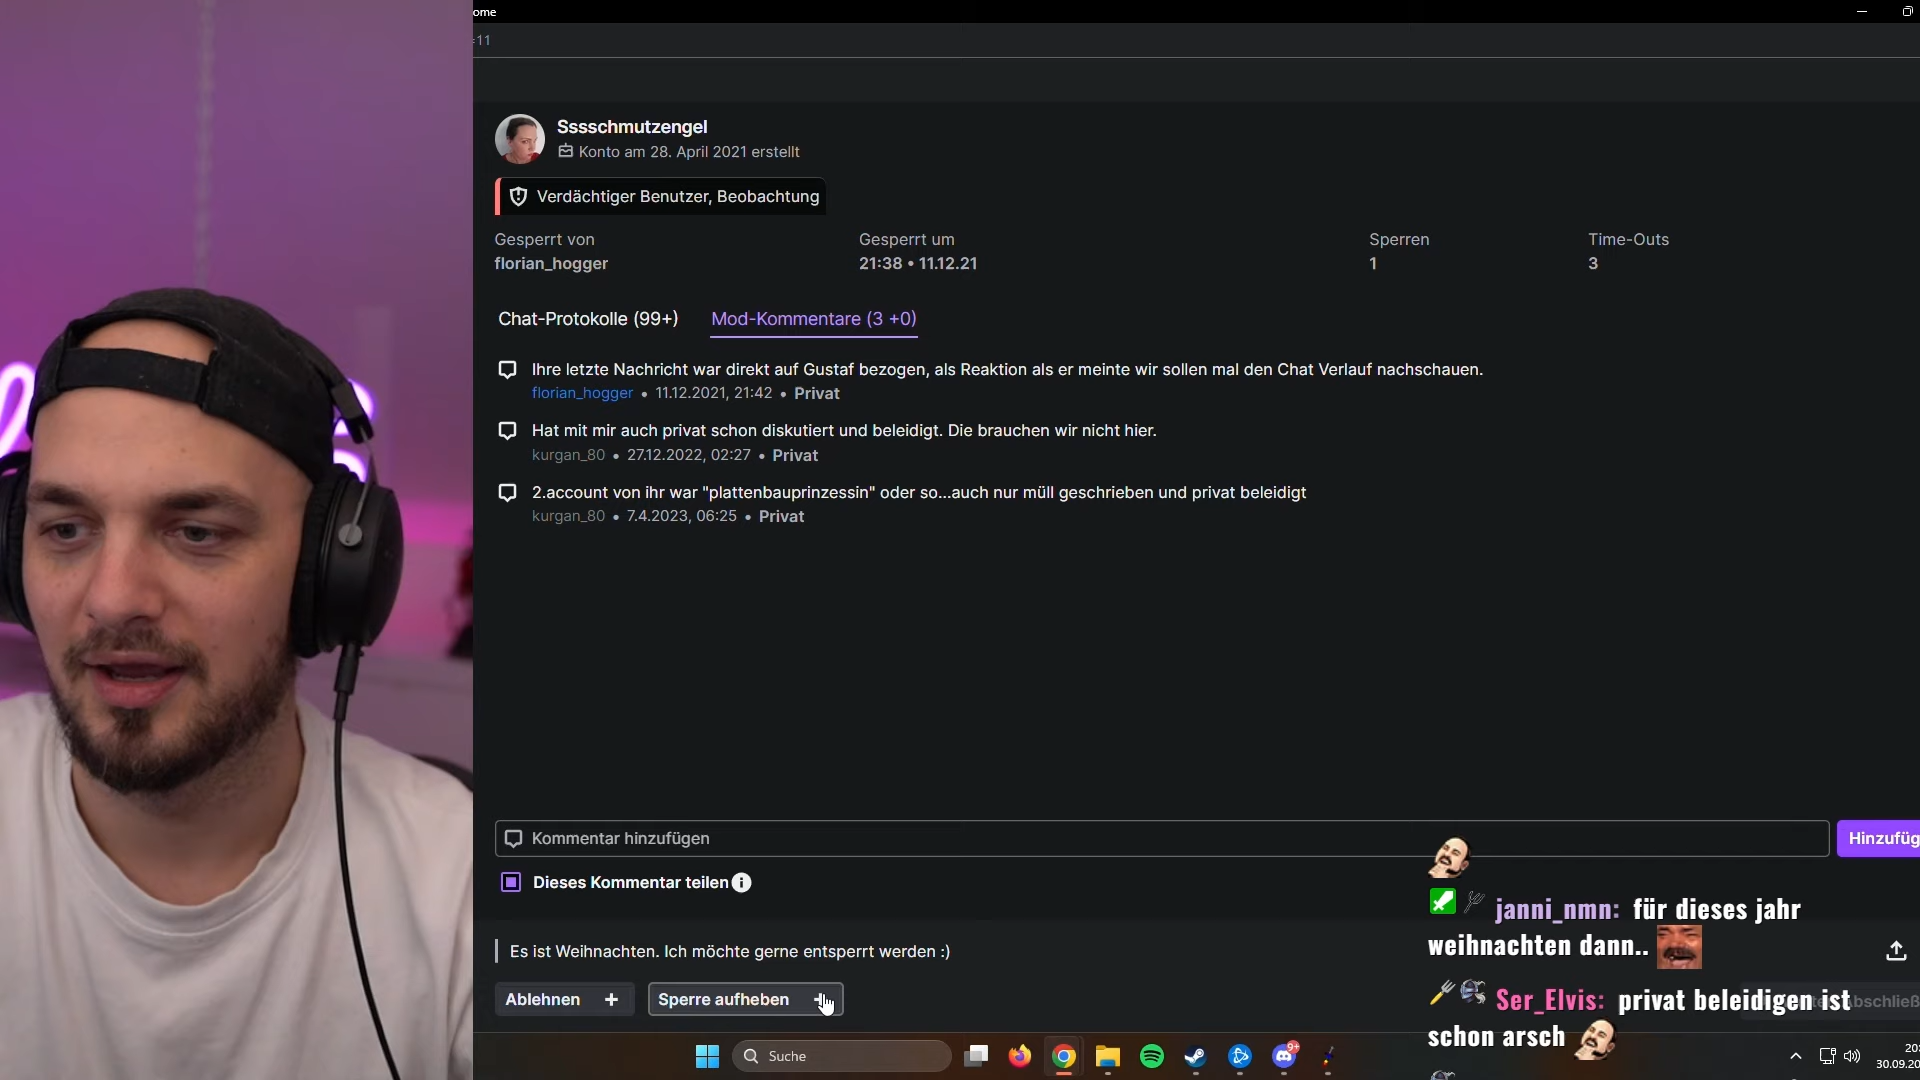 ome
=11
Sssschmutzengel
Konto am 28. April 2021 erstellt
Verdächtiger Benutzer, Beobachtung
Gesperrt von
florian_hogger
Gesperrt um
21:38 • 11.12.21
Sperren
1
Time-Outs
3
Chat-Protokolle (99+)
Mod-Kommentare (3 +0)
Ihre letzte Nachricht war direkt auf Gustaf bezogen, als Reaktion als er meinte wir sollen mal den Chat Verlauf nachschauen.
florian_hogger • 11.12.2021, 21:42 • Privat
Hat mit mir auch privat schon diskutiert und beleidigt. Die brauchen wir nicht hier.
kurgan_80 • 27.12.2022, 02:27 • Privat
2.account von ihr war "plattenbauprinzessin" oder so...auch nur müll geschrieben und privat beleidigt
kurgan_80 • 7.4.2023, 06:25 • Privat
Kommentar hinzufügen
Hinzufüg
Dieses Kommentar teilen
janni_nmn: für dieses jahr
weihnachten dann..
Es ist Weihnachten. Ich möchte gerne entsperrt werden :)
Ablehnen +
Sperre aufheben
Ser_Elvis: privat beleidigen ist
schon arsch
Suche
9+
20:
30.09.20